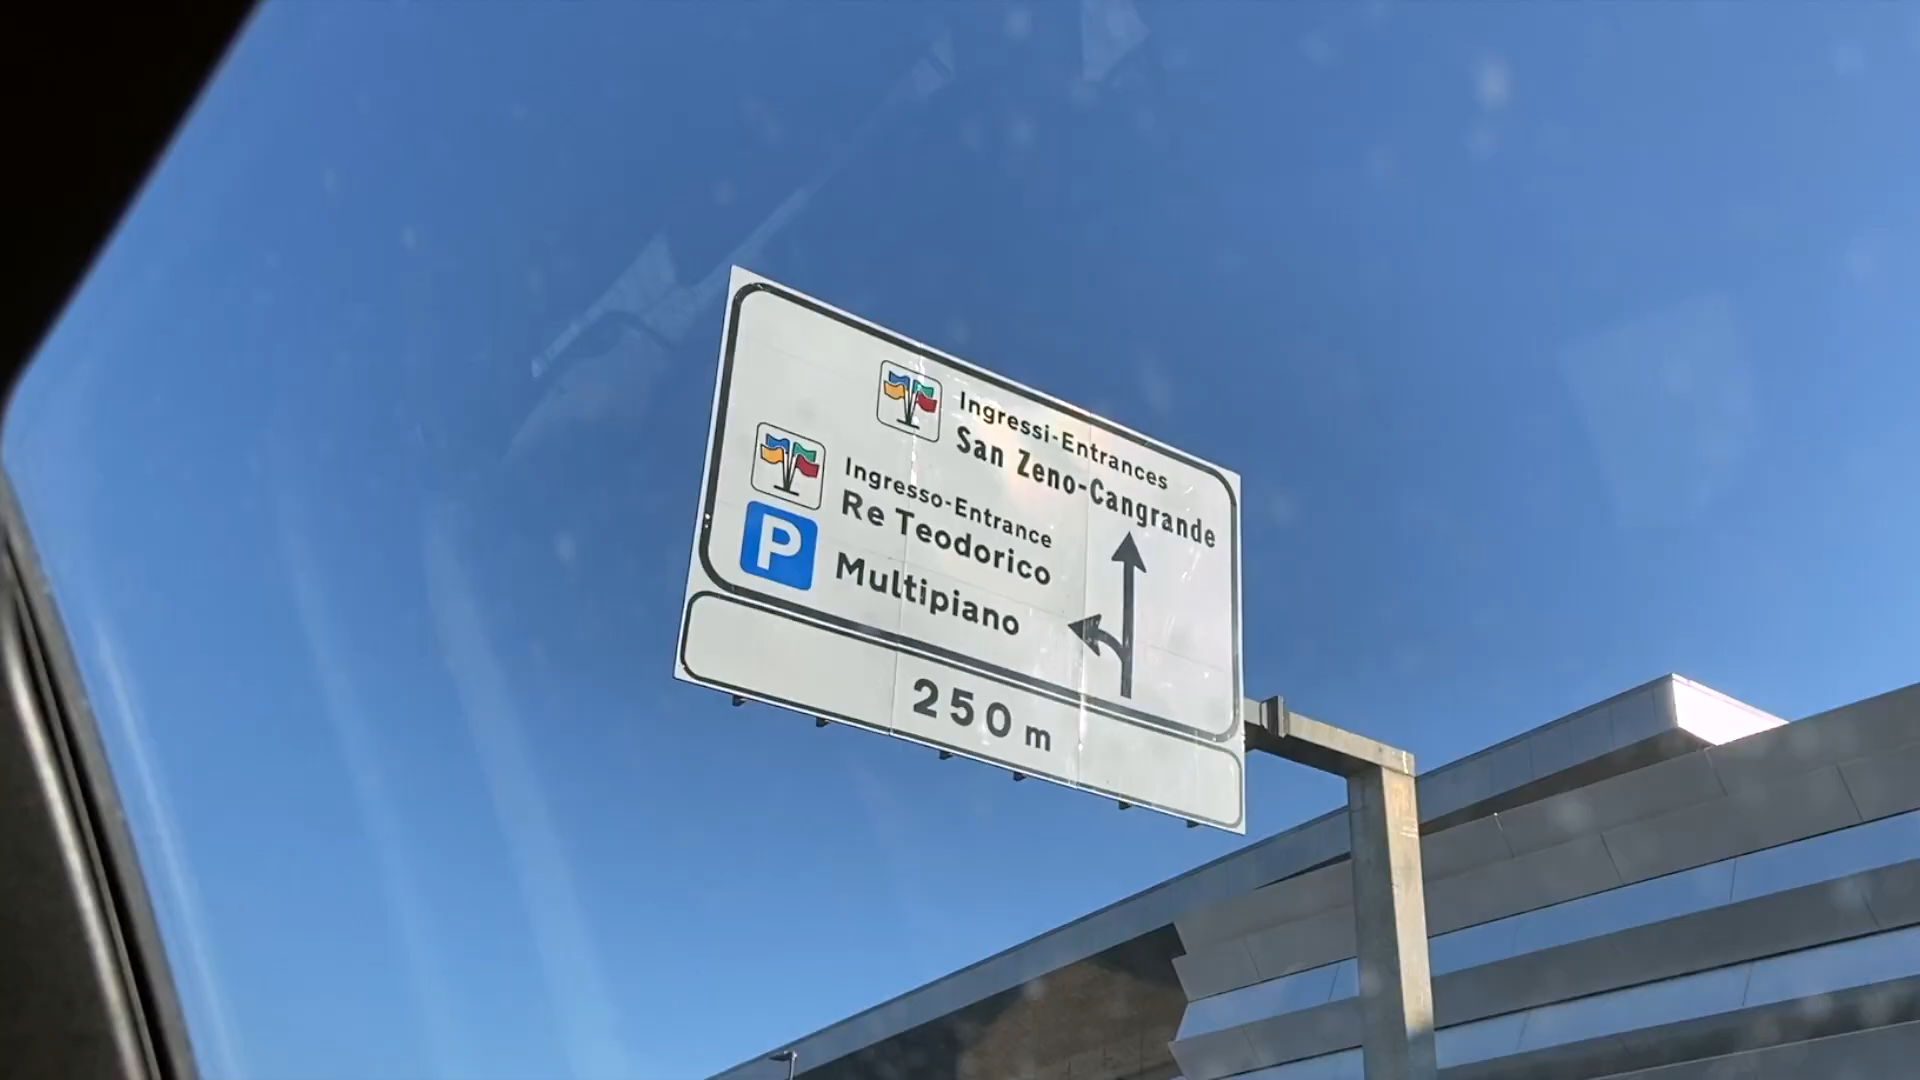 Ingressi-Entrances
San Zeno-Cangrande
Ingresso-Entrance
Re Teodorico
P Multipiano
250 m